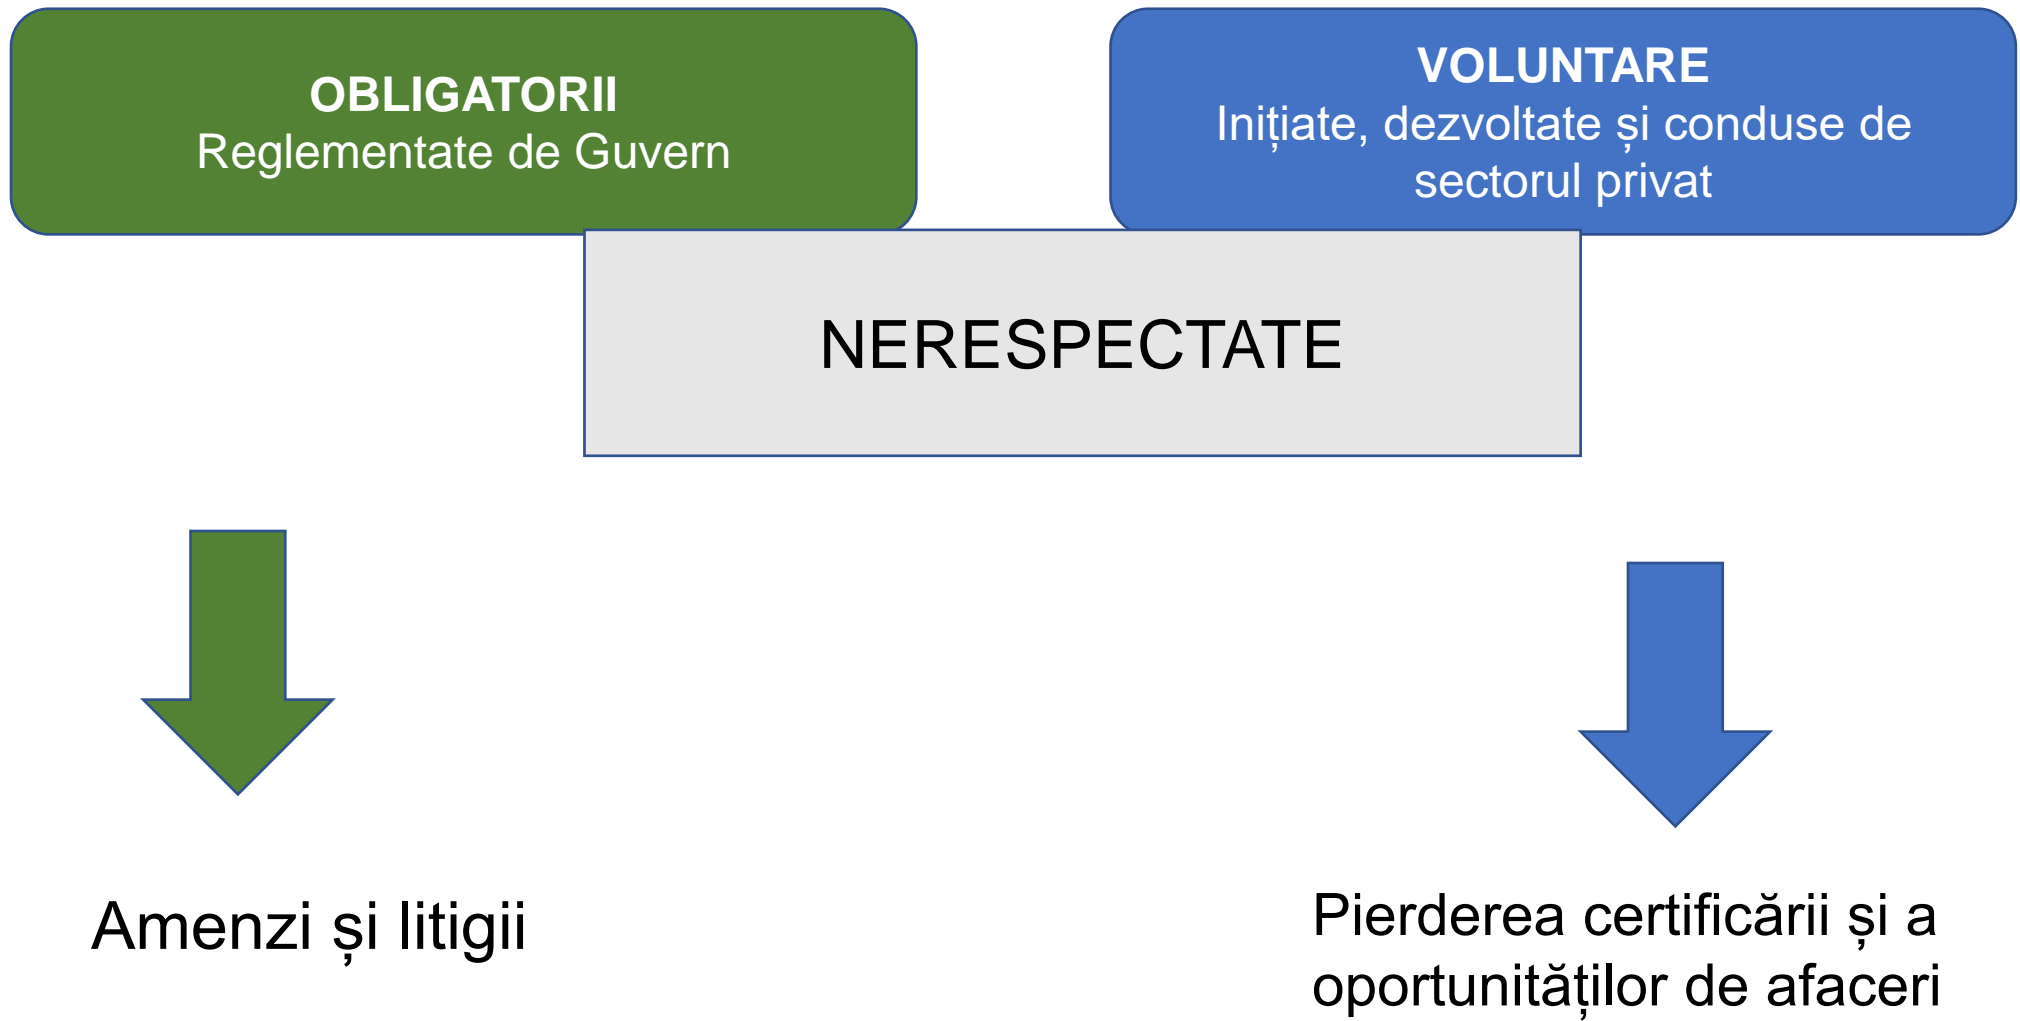 OBLIGATORII
Reglementate de Guvern
VOLUNTARE
Inițiate, dezvoltate și conduse de
sectorul privat
NERESPECTATE
Amenzi și litigii
Pierderea certificării și a
oportunităților de afaceri